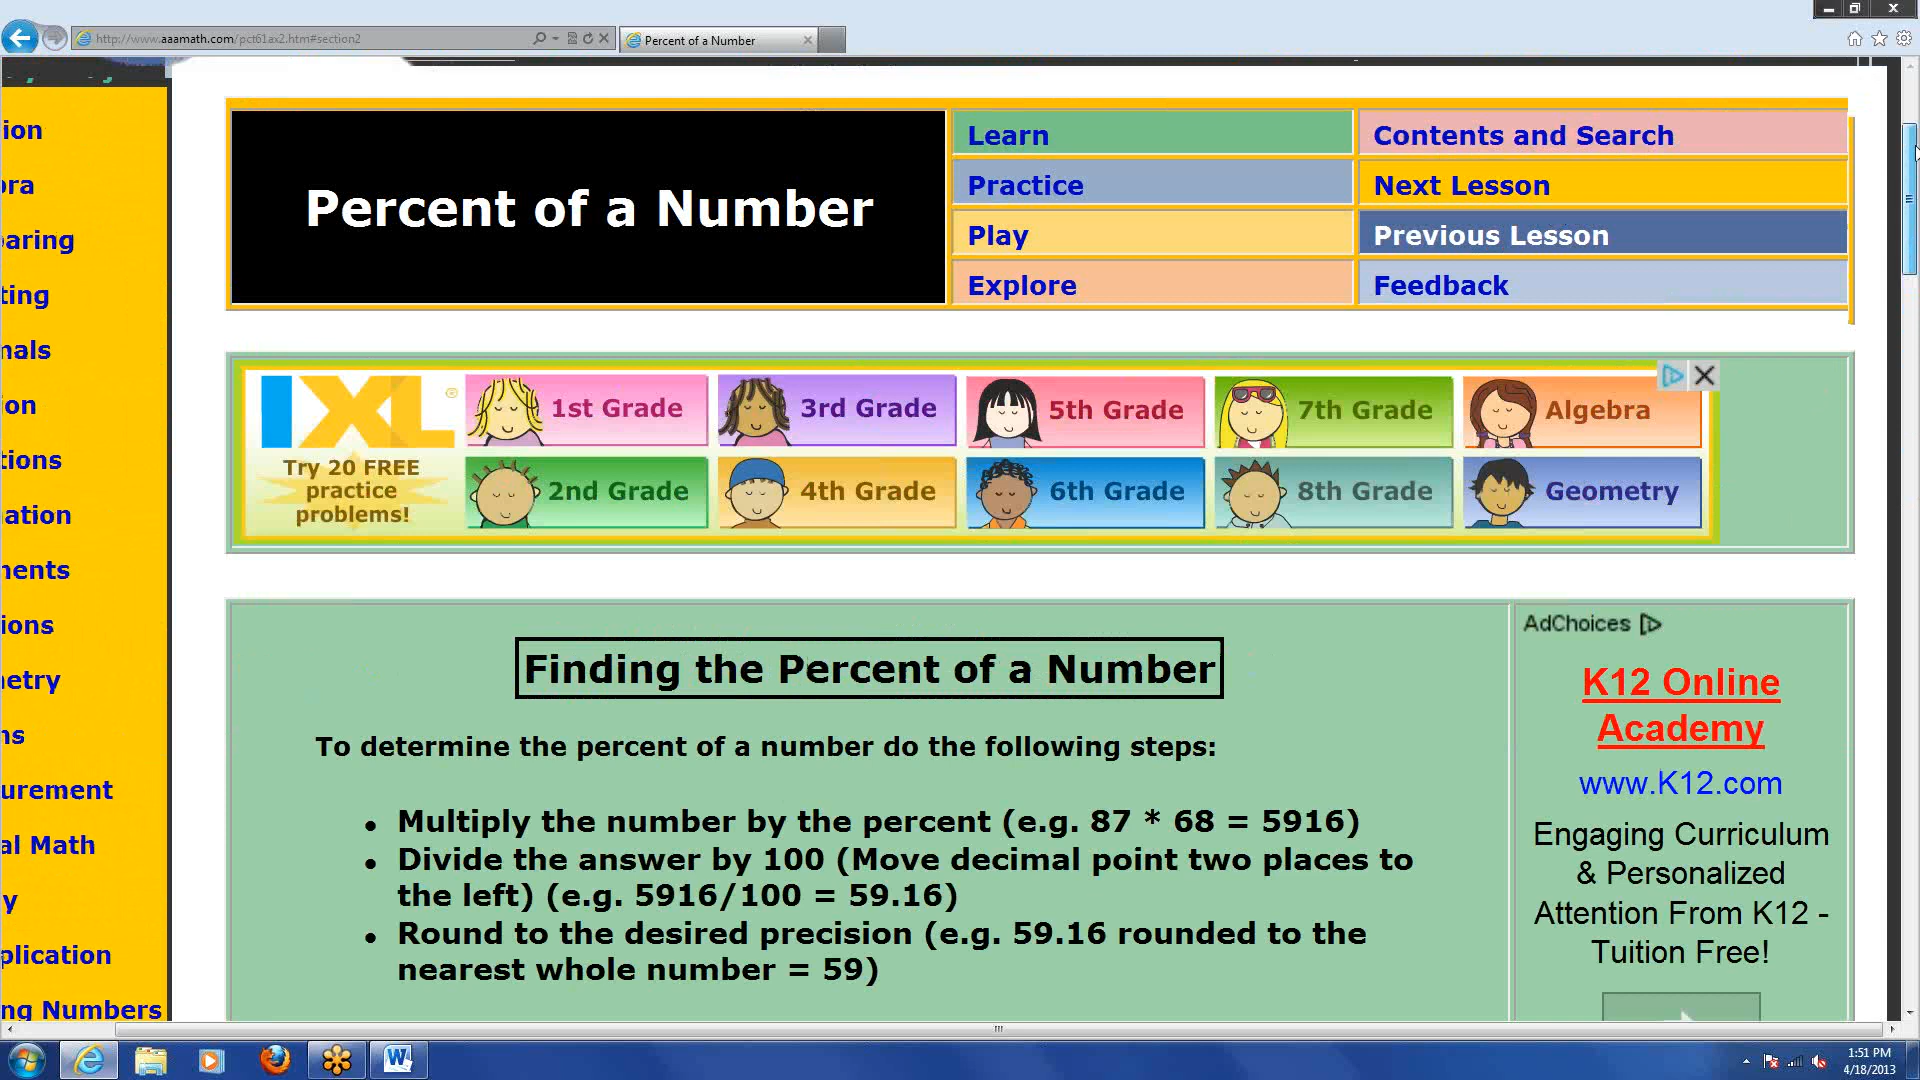 http://www.aaamath.com/pct61ax2.htm#section2
Percent of a Number
ion
ora
paring
ting
nals
ion
tions
ation
nents
ions
netry
ns
urement
al Math
y
plication
ng Numbers
Percent of a Number
Learn
Contents and Search
Practice
Next Lesson
Play
Previous Lesson
Explore
Feedback
IXL®
Try 20 FREE
practice
problems!
1st Grade
3rd Grade
5th Grade
7th Grade
Algebra
2nd Grade
4th Grade
6th Grade
8th Grade
Geometry
Finding the Percent of a Number
To determine the percent of a number do the following steps:
• Multiply the number by the percent (e.g. 87 * 68 = 5916)
• Divide the answer by 100 (Move decimal point two places to
the left) (e.g. 5916/100 = 59.16)
• Round to the desired precision (e.g. 59.16 rounded to the
nearest whole number = 59)
AdChoices
K12 Online
Academy
www.K12.com
Engaging Curriculum
& Personalized
Attention From K12 -
Tuition Free!
1:51 PM
4/18/2013